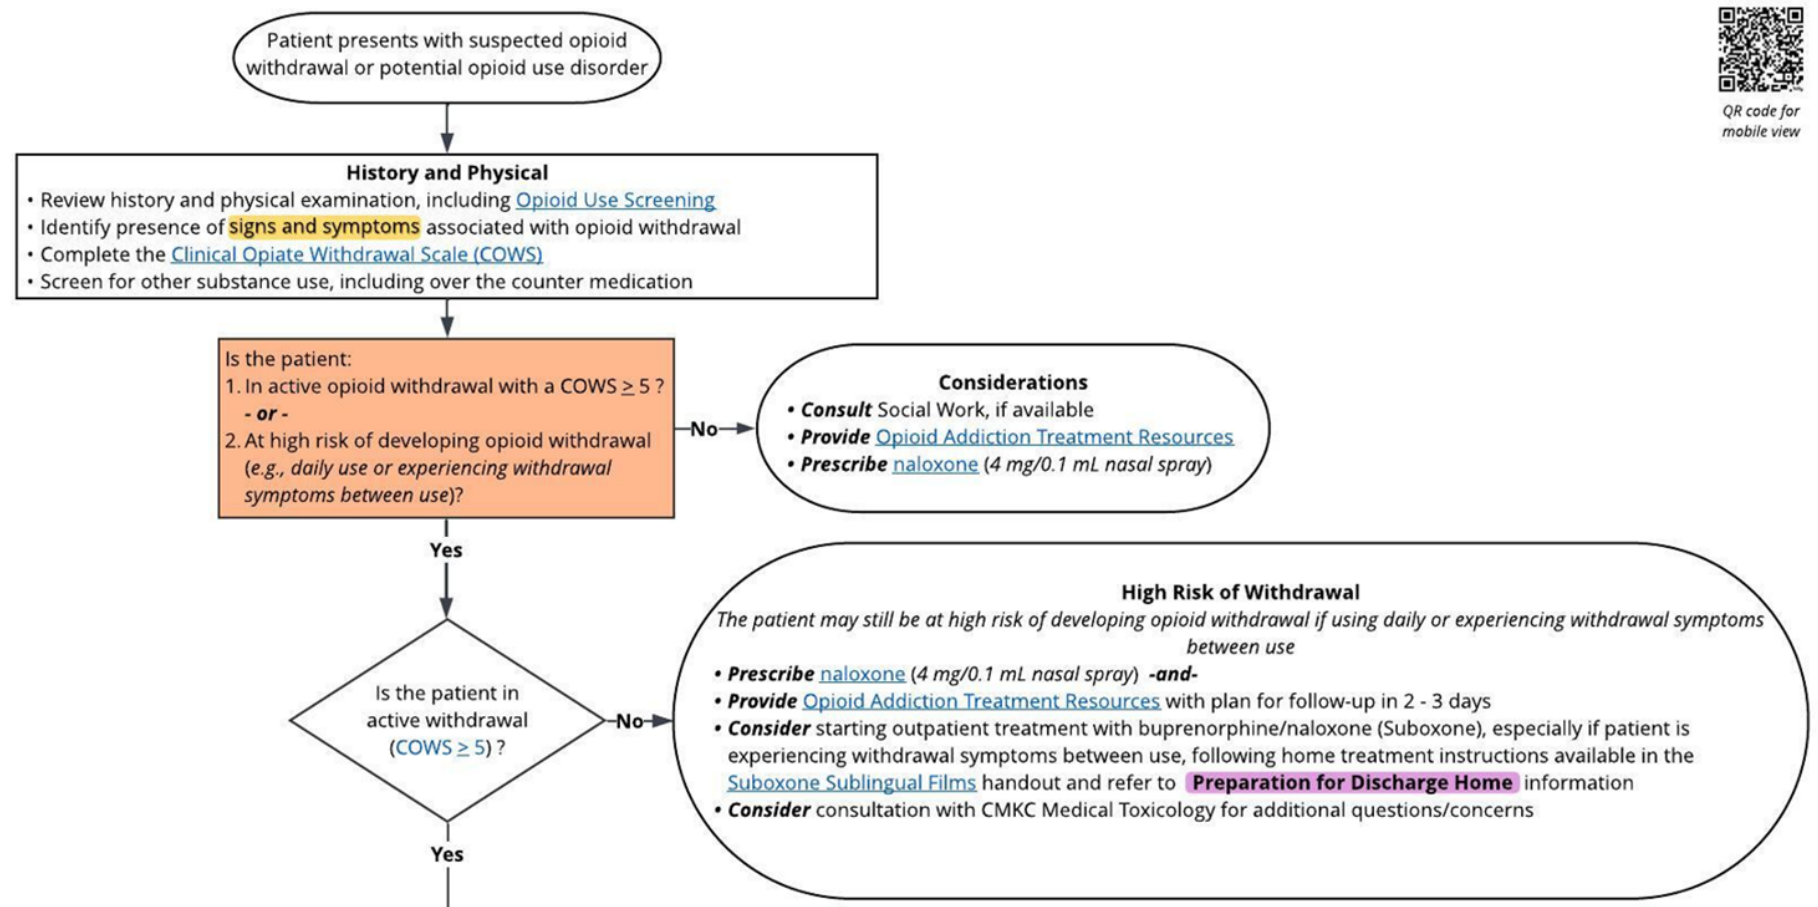 Patient presents with suspected opioid
withdrawal or potential opioid use disorder
QR code for
mobile view
History and Physical
• Review history and physical examination, including Opioid Use Screening
• Identify presence of signs and symptoms associated with opioid withdrawal
• Complete the Clinical Opiate Withdrawal Scale (COWS)
• Screen for other substance use, including over the counter medication
Is the patient:
1. In active opioid withdrawal with a COWS ≥ 5 ?
- or -
2. At high risk of developing opioid withdrawal
(e.g., daily use or experiencing withdrawal
symptoms between use)?
No
Considerations
• Consult Social Work, if available
• Provide Opioid Addiction Treatment Resources
• Prescribe naloxone (4 mg/0.1 mL nasal spray)
Yes
Is the patient in
active withdrawal
(COWS ≥ 5) ?
No
High Risk of Withdrawal
The patient may still be at high risk of developing opioid withdrawal if using daily or experiencing withdrawal symptoms
between use
• Prescribe naloxone (4 mg/0.1 mL nasal spray) -and-
• Provide Opioid Addiction Treatment Resources with plan for follow-up in 2 - 3 days
• Consider starting outpatient treatment with buprenorphine/naloxone (Suboxone), especially if patient is
experiencing withdrawal symptoms between use, following home treatment instructions available in the
Suboxone Sublingual Films handout and refer to Preparation for Discharge Home information
• Consider consultation with CMKC Medical Toxicology for additional questions/concerns
Yes